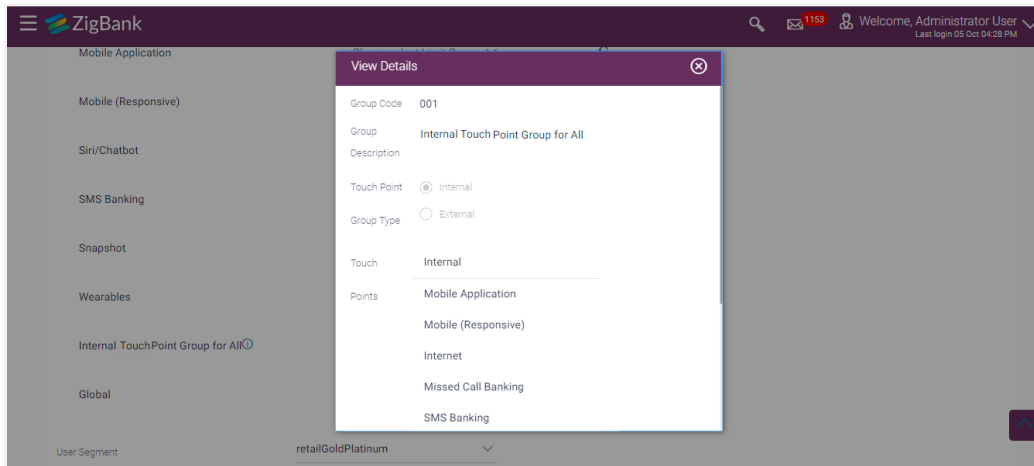 ZigBank
1153
Welcome, Administrator User
Last login 05 Oct 04:28 PM
Mobile Application
View Details
Group Code 001
Mobile (Responsive)
Group Internal Touch Point Group for All
Description
Siri/Chatbot
Touch Point Internal
SMS Banking
Group Type External
Snapshot
Touch Internal
Points Mobile Application
Wearables
Mobile (Responsive)
Internal TouchPoint Group for All
Internet
Missed Call Banking
Global
SMS Banking
User Segment retailGoldPlatinum